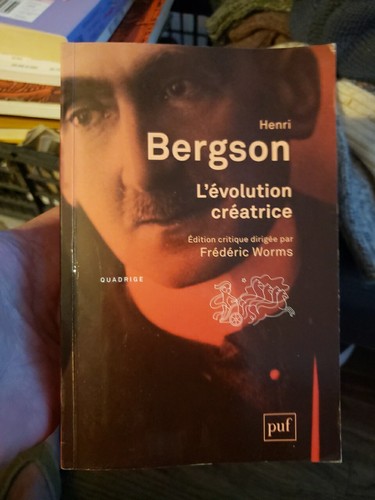 Henri
Bergson
L'évolution
créatrice
Édition critique dirigée par
Frédéric Worms
QUADRIGE
puf